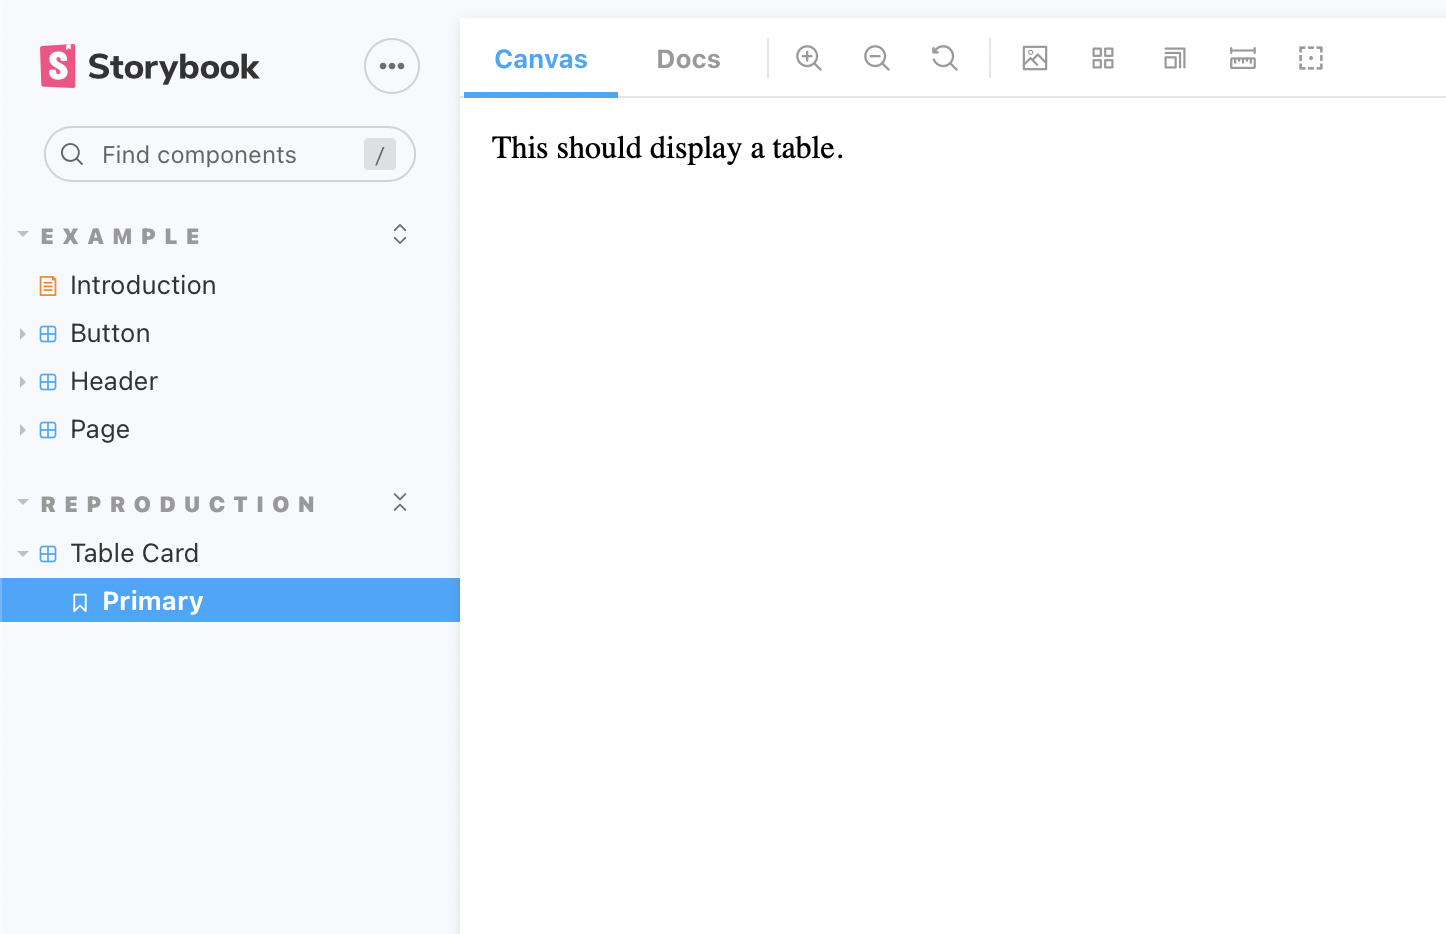 Storybook
Find components
/
EXAMPLE
Introduction
Button
Header
Page
REPRODUCTION
Table Card
Primary
Canvas Docs
This should display a table.